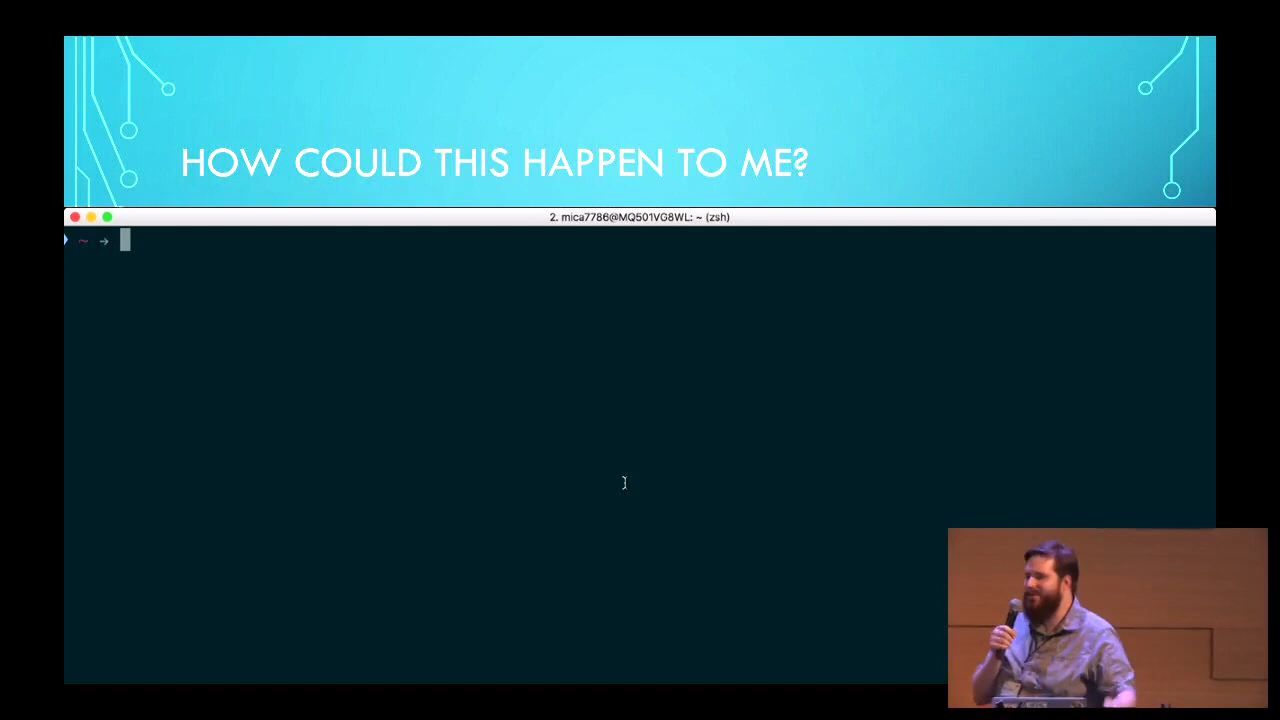 HOW COULD THIS HAPPEN TO ME?
2. mica7786@MQ501VG8WL: ~ (zsh)
~ →